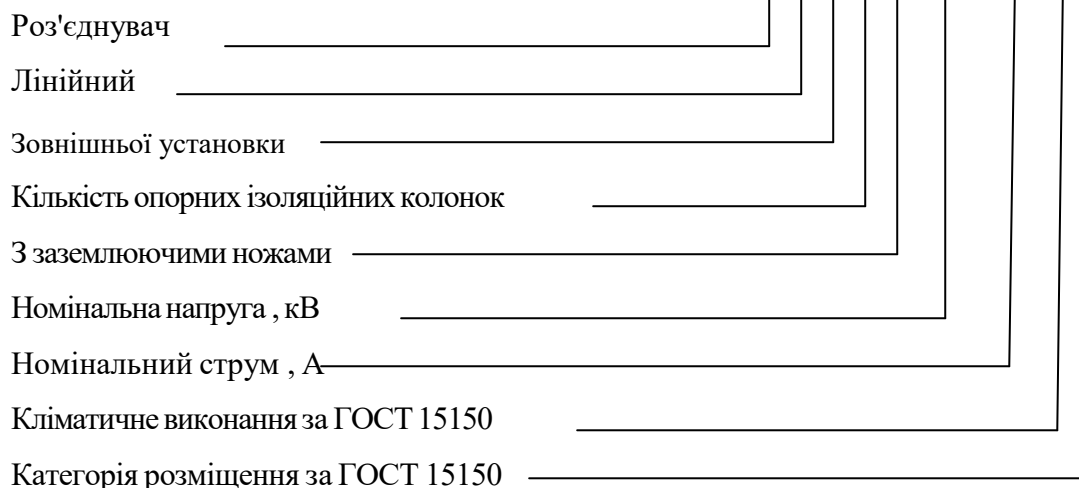 Роз'єднувач
Лінійний
Зовнішньої установки
Кількість опорних ізоляційних колонок
З заземлюючими ножами
Номінальна напруга , кВ
Номінальний струм , А
Кліматичне виконання за ГОСТ 15150
Категорія розміщення за ГОСТ 15150